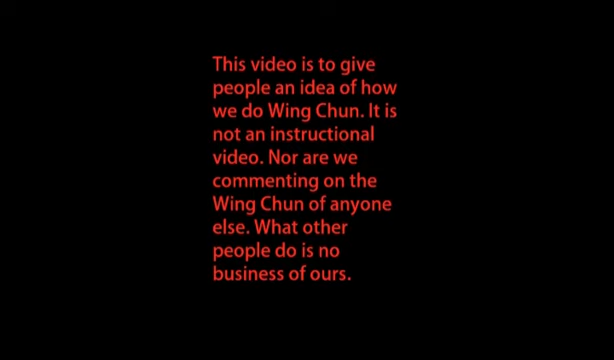 This video is to give
people an idea of how
we do Wing Chun. It is
not an instructional
video. Nor are we
commenting on the
Wing Chun of anyone
else. What other
people do is no
business of ours.